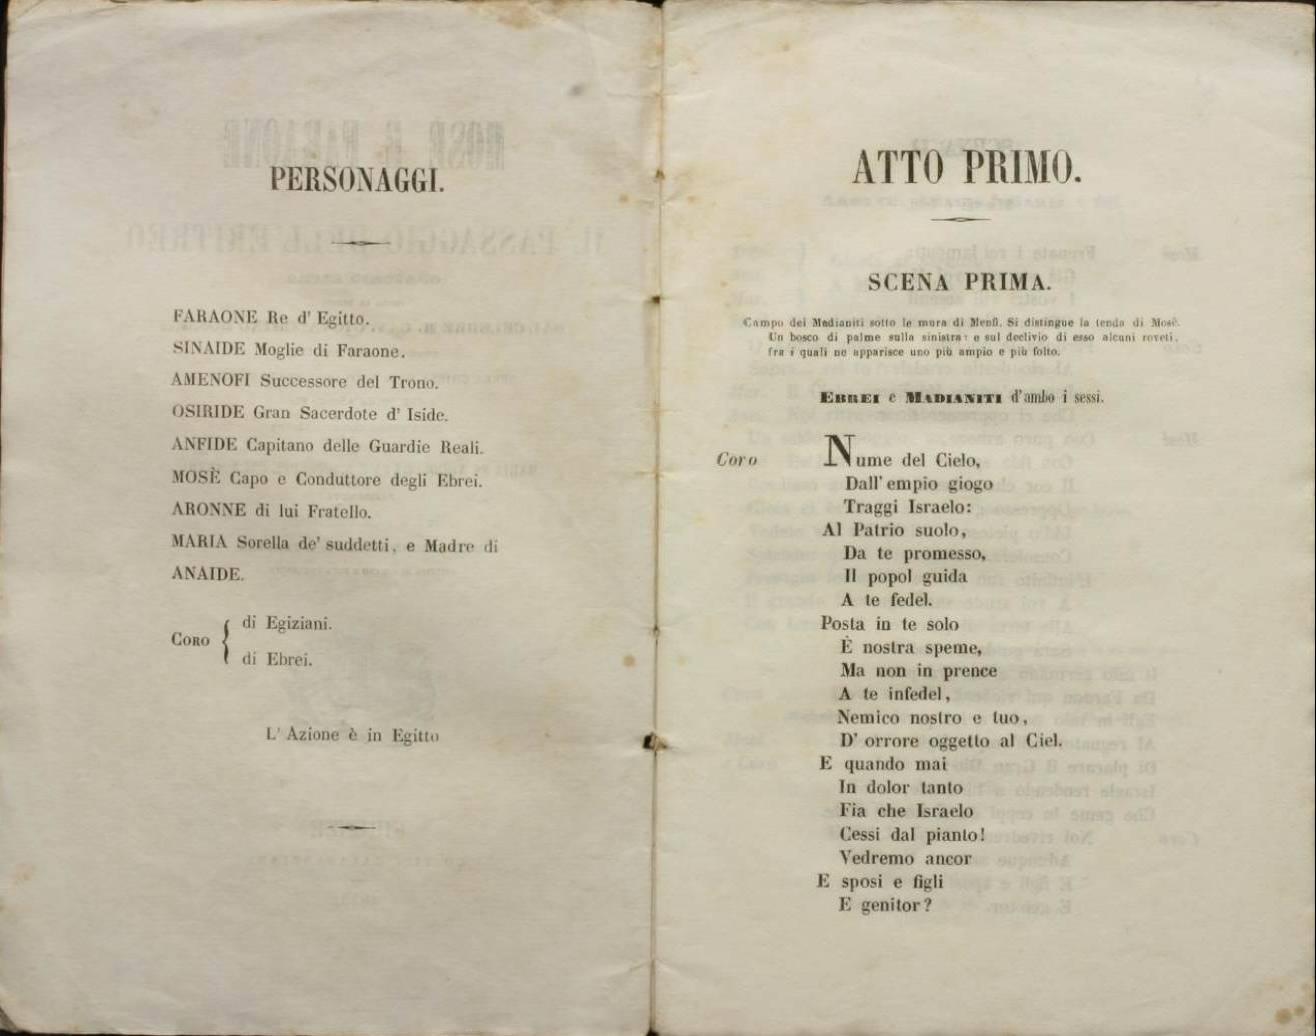 PERSONAGGI.
FARAONE Re d' Egitto.
SINAIDE Moglie di Faraone.
AMENOFI Successore del Trono.
OSIRIDE Gran Sacerdote d' Iside.
ANFIDE Capitano delle Guardie Reali.
MOSÈ Capo e Conduttore degli Ebrei.
ARONNE di lui Fratello.
MARIA Sorella de' suddetti, e Madre di
ANAIDE.
CORO { di Egiziani.
di Ebrei.
L' Azione è in Egitto
ATTO PRIMO.
SCENA PRIMA.
Campo dei Madianiti sotto le mura di Menfi. Si distingue la tenda di Mosè.
Un bosco di palme sulla sinistra: e sul declivio di esso alcuni roveti,
fra i quali ne apparisce uno più ampio e più folto.
EBREI e MADIANITI d'ambo i sessi.
Coro Nume del Cielo,
Dall' empio giogo
Traggi Israelo:
Al Patrio suolo,
Da te promesso,
Il popol guida
A te fedel.
Posta in te solo
È nostra speme,
Ma non in prence
A te infedel,
Nemico nostro e tuo,
D' orrore oggetto al Ciel.
E quando mai
In dolor tanto
Fia che Israelo
Cessi dal pianto!
Vedremo ancor
E sposi e figli
E genitor?